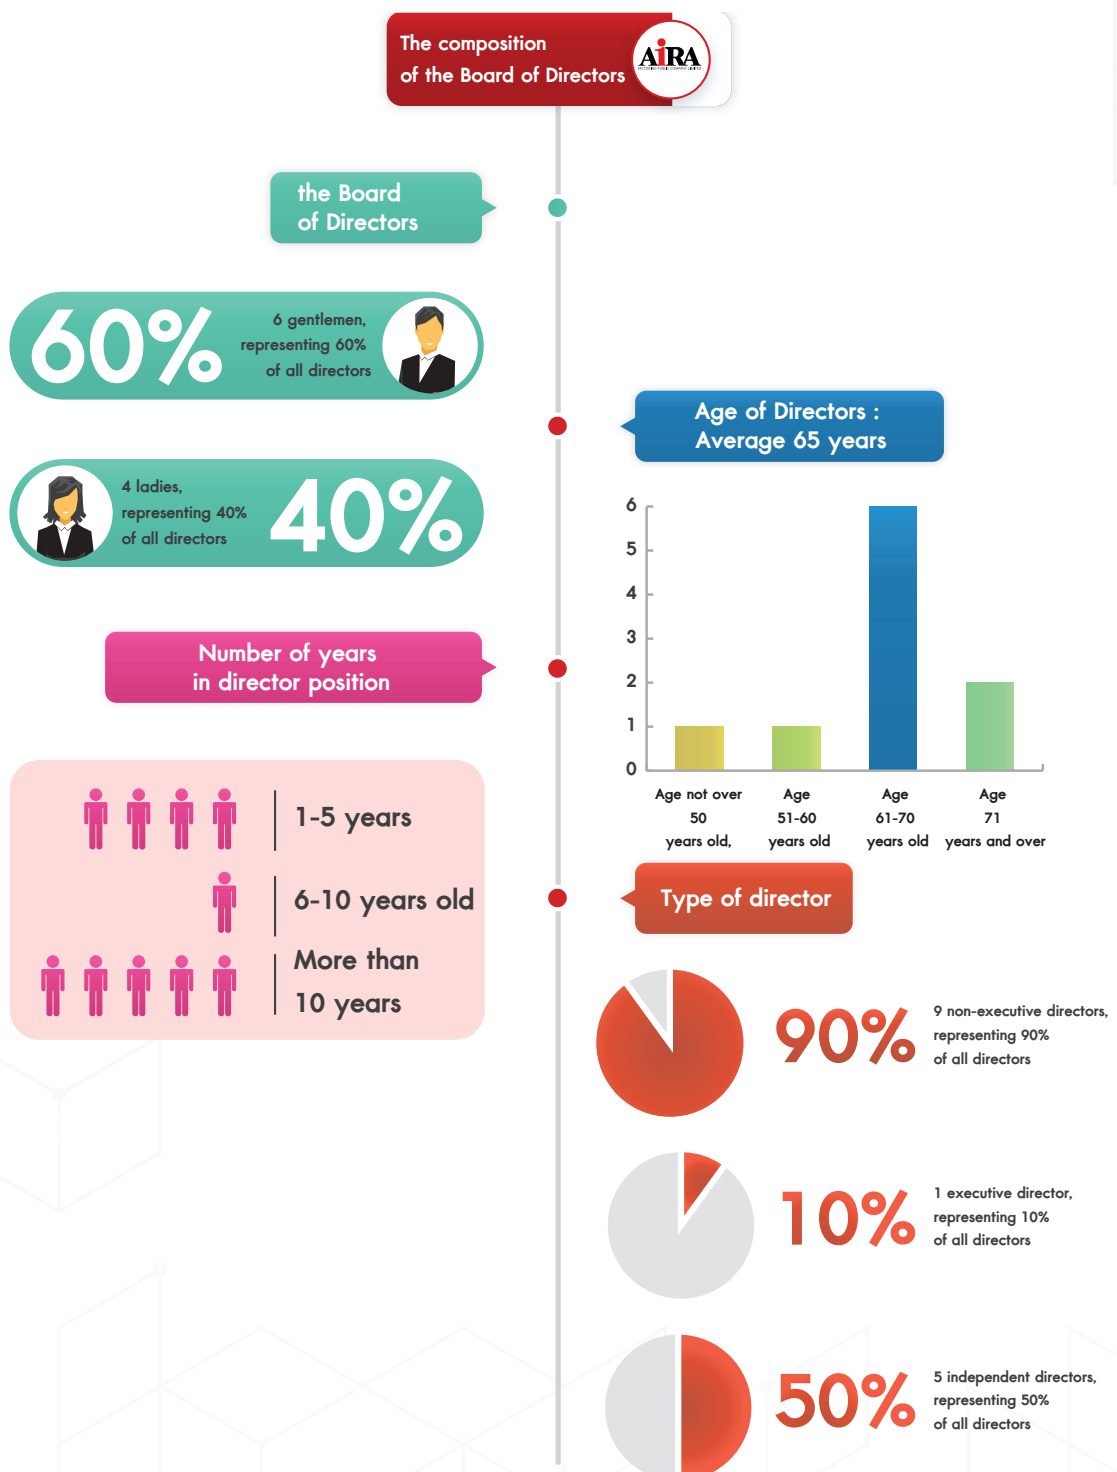 The composition
of the Board of Directors
AiRA
FACTORING PUBLIC COMPANY LIMITED
the Board
of Directors
60%
6 gentlemen,
representing 60%
of all directors
4 ladies,
representing 40%
of all directors
40%
Number of years
in director position
1-5 years
6-10 years old
More than
10 years
Age of Directors :
Average 65 years
6
5
4
3
2
1
0
Age not over
50
years old,
Age
51-60
years old
Age
61-70
years old
Age
71
years and over
Type of director
90%
9 non-executive directors,
representing 90%
of all directors
10%
1 executive director,
representing 10%
of all directors
50%
5 independent directors,
representing 50%
of all directors